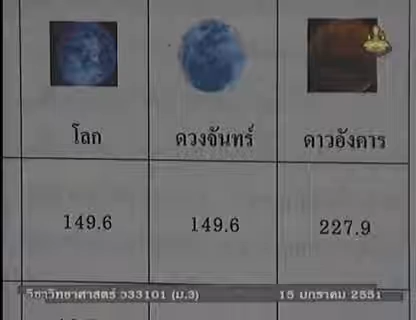 โลก ดวงจันทร์ ดาวอังคาร
149.6 149.6 227.9
วิชาวิทยาศาสตร์ ว33101 (ม.3) 15 มกราคม 2551